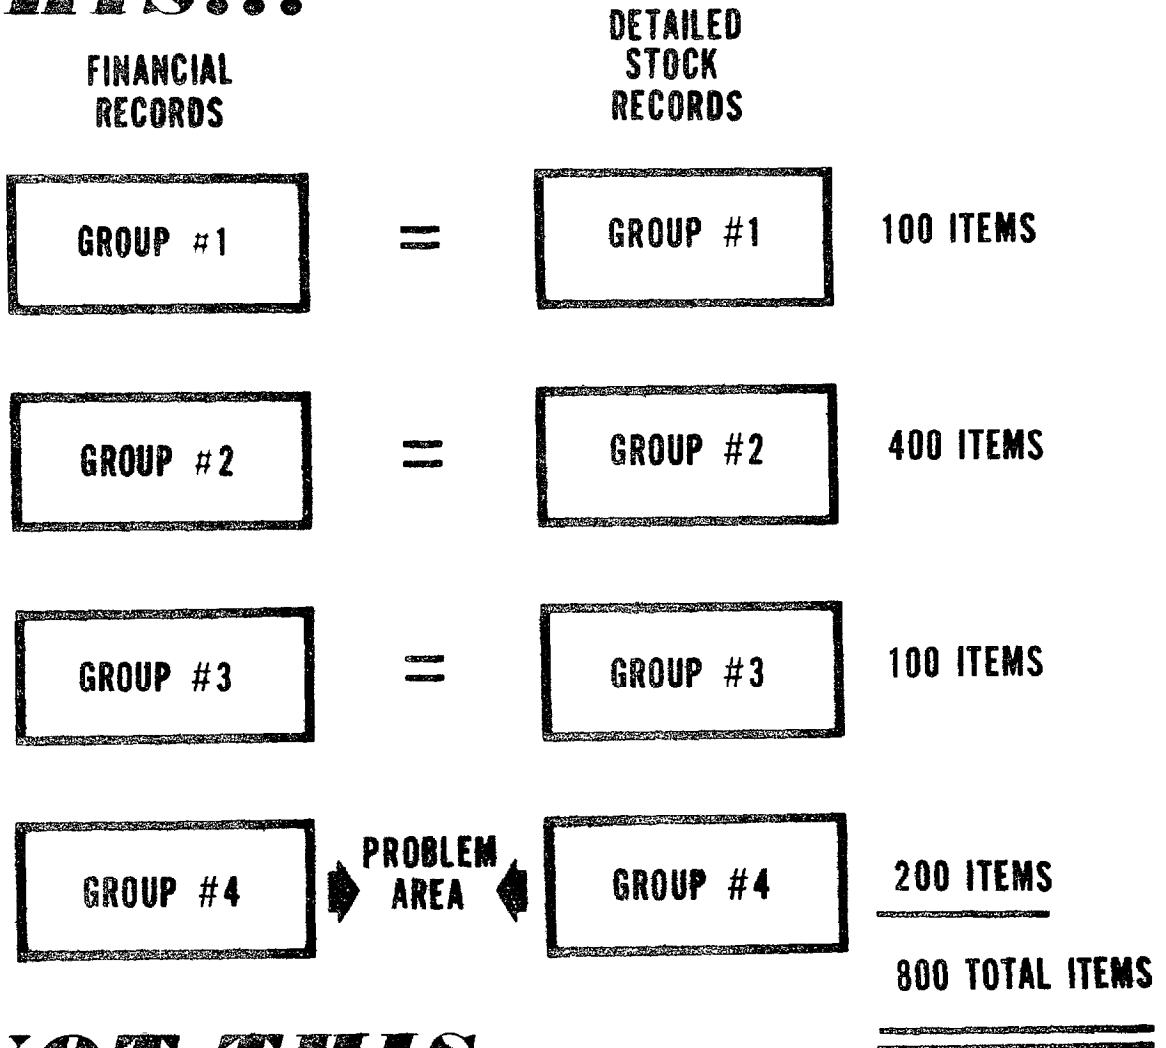 FINANCIAL
RECORDS
DETAILED
STOCK
RECORDS
GROUP #1
=
GROUP #1
100 ITEMS
GROUP #2
=
GROUP #2
400 ITEMS
GROUP #3
=
GROUP #3
100 ITEMS
GROUP #4
PROBLEM
AREA
GROUP #4
200 ITEMS
800 TOTAL ITEMS